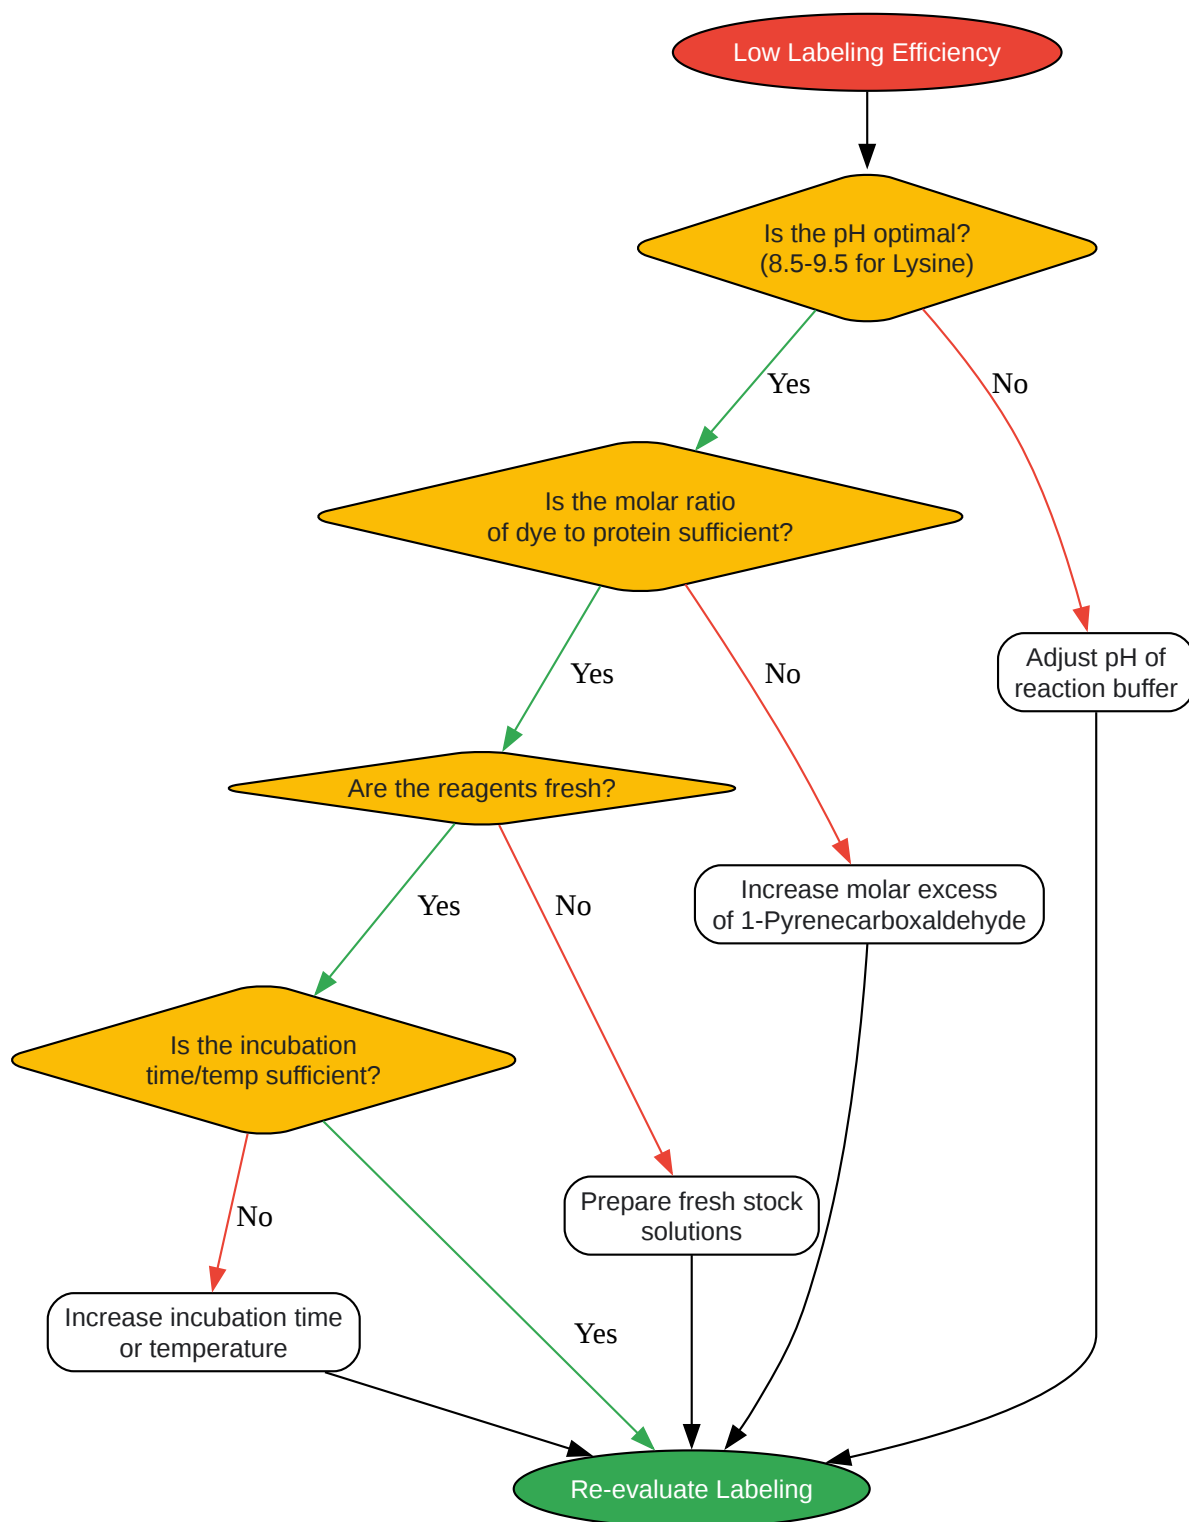 Low Labeling Efficiency
Is the pH optimal?
(8.5-9.5 for Lysine)
Yes
No
Is the molar ratio
of dye to protein sufficient?
Yes
No
Adjust pH of
reaction buffer
Are the reagents fresh?
Yes
No
Increase molar excess
of 1-Pyrenecarboxaldehyde
Is the incubation
time/temp sufficient?
No
Yes
Prepare fresh stock
solutions
Increase incubation time
or temperature
Re-evaluate Labeling